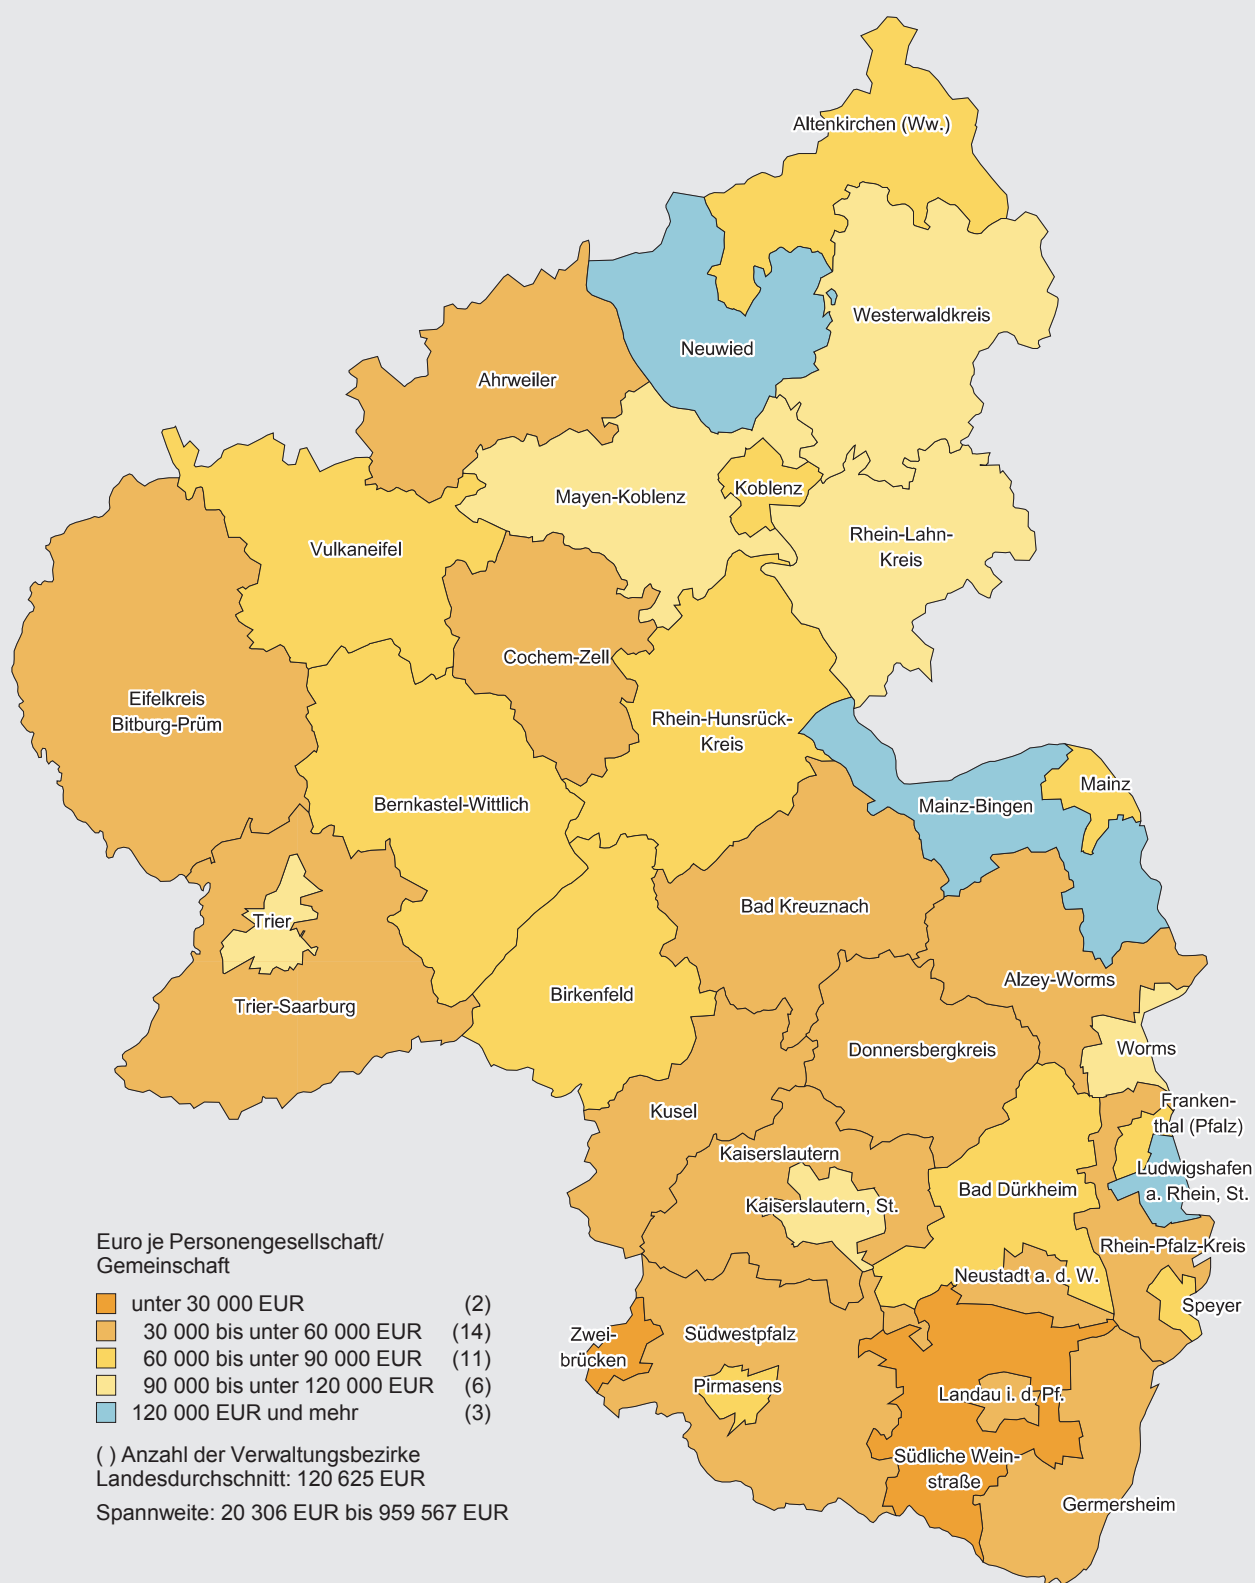 Altenkirchen (Ww.)
Westerwaldkreis
Neuwied
Ahrweiler
Mayen-Koblenz
Koblenz
Rhein-Lahn-
Kreis
Vulkaneifel
Cochem-Zell
Eifelkreis
Bitburg-Prüm
Rhein-Hunsrück-
Kreis
Mainz
Bernkastel-Wittlich
Mainz-Bingen
Bad Kreuznach
Trier
Alzey-Worms
Birkenfeld
Trier-Saarburg
Donnersbergkreis
Worms
Kusel
Franken-
thal (Pfalz)
Kaiserslautern
Ludwigshafen
a. Rhein, St.
Bad Dürkheim
Kaiserslautern, St.
Rhein-Pfalz-Kreis
Neustadt a. d. W.
Speyer
Zwei-
brücken
Südwestpfalz
Pirmasens
Landau i. d. Pf.
Südliche Wein-
straße
Germersheim
Euro je Personengesellschaft/
Gemeinschaft
unter 30 000 EUR (2)
30 000 bis unter 60 000 EUR (14)
60 000 bis unter 90 000 EUR (11)
90 000 bis unter 120 000 EUR (6)
120 000 EUR und mehr (3)
( ) Anzahl der Verwaltungsbezirke
Landesdurchschnitt: 120 625 EUR
Spannweite: 20 306 EUR bis 959 567 EUR